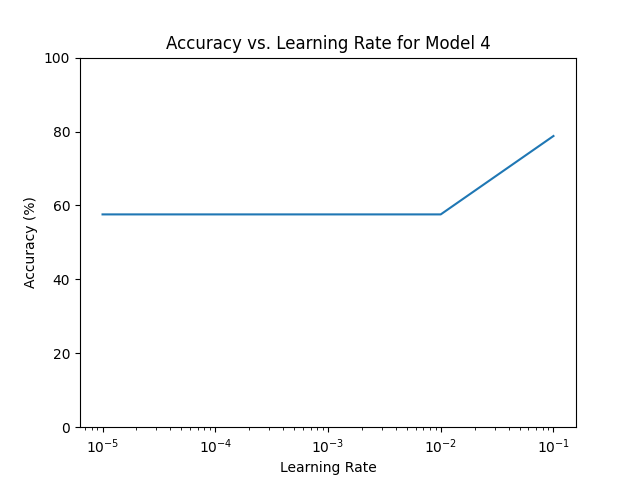 Accuracy vs. Learning Rate for Model 4
100
80
60
40
20
0
Accuracy (%)
10⁻⁵ 10⁻⁴ 10⁻³ 10⁻² 10⁻¹
Learning Rate